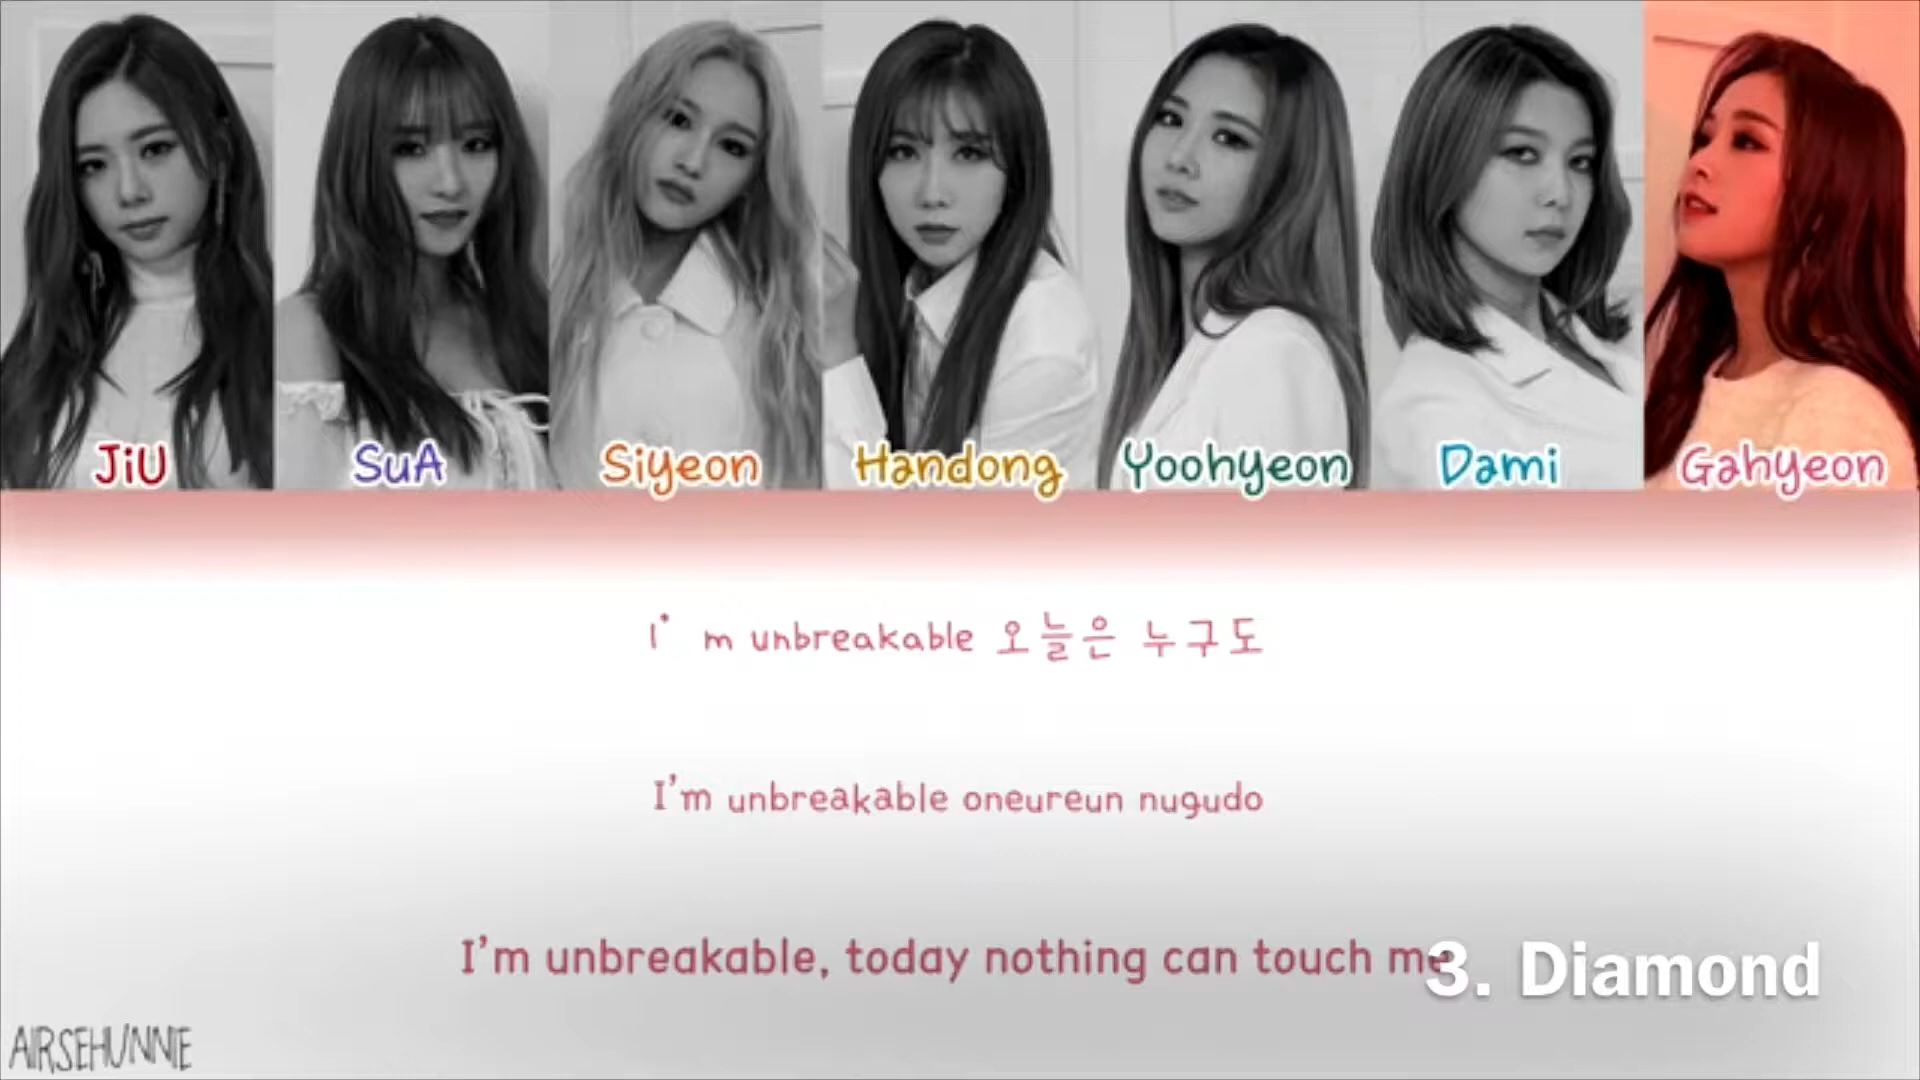 JiU SuA Siyeon Handong Yoohyeon Dami Gahyeon
I'm unbreakable 오늘은 누구도
I'm unbreakable oneureun nugudo
I'm unbreakable, today nothing can touch me
3. Diamond
AIRSEHUNNIE